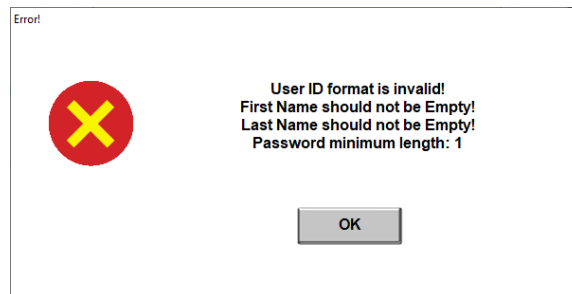 Error!
User ID format is invalid!
First Name should not be Empty!
Last Name should not be Empty!
Password minimum length: 1
OK